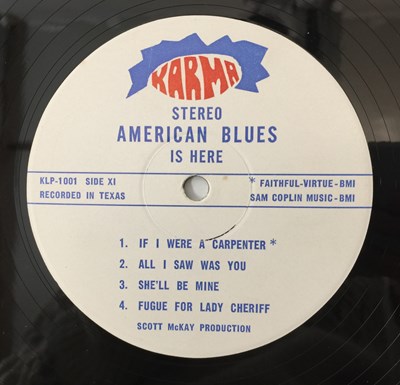 KARMA
STEREO
AMERICAN BLUES
IS HERE
KLP-1001 SIDE XI
RECORDED IN TEXAS
* FAITHFUL-VIRTUE-BMI
SAM COPLIN MUSIC-BMI
1. IF I WERE A CARPENTER *
2. ALL I SAW WAS YOU
3. SHE'LL BE MINE
4. FUGUE FOR LADY CHERIFF
SCOTT McKAY PRODUCTION